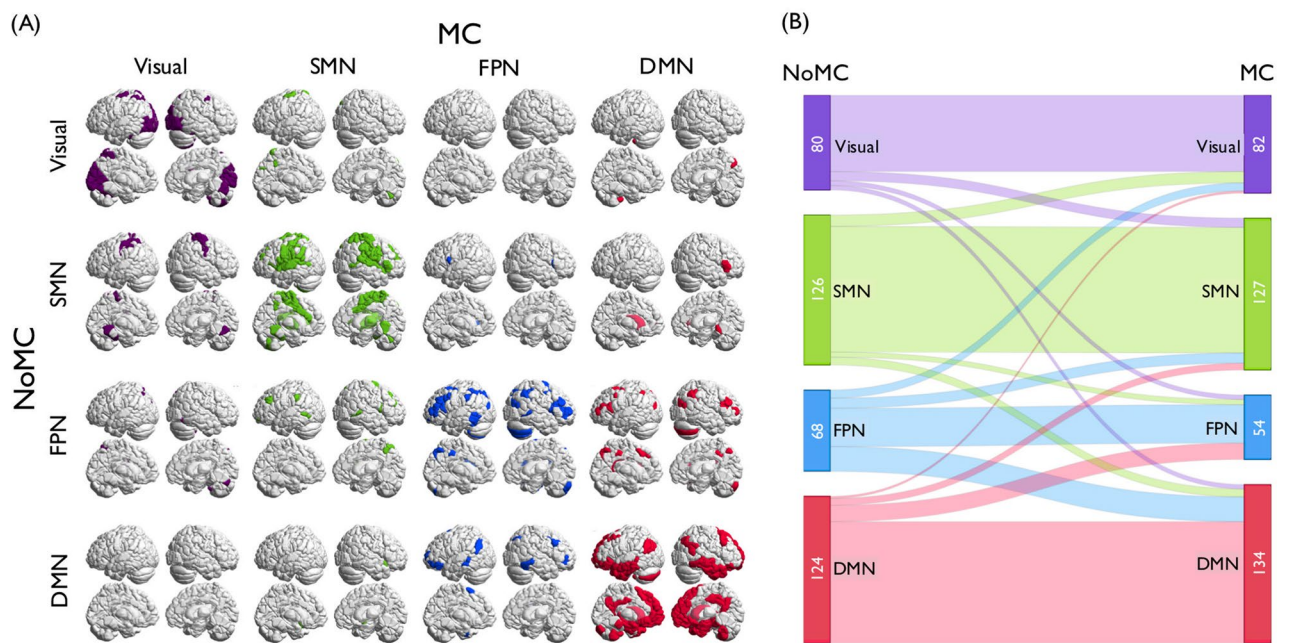 (A)
MC
Visual SMN FPN DMN
NoMC
Visual
SMN
FPN
DMN
(B)
NoMC MC
80 Visual Visual 82
126 SMN SMN 127
68 FPN FPN 54
124 DMN DMN 134